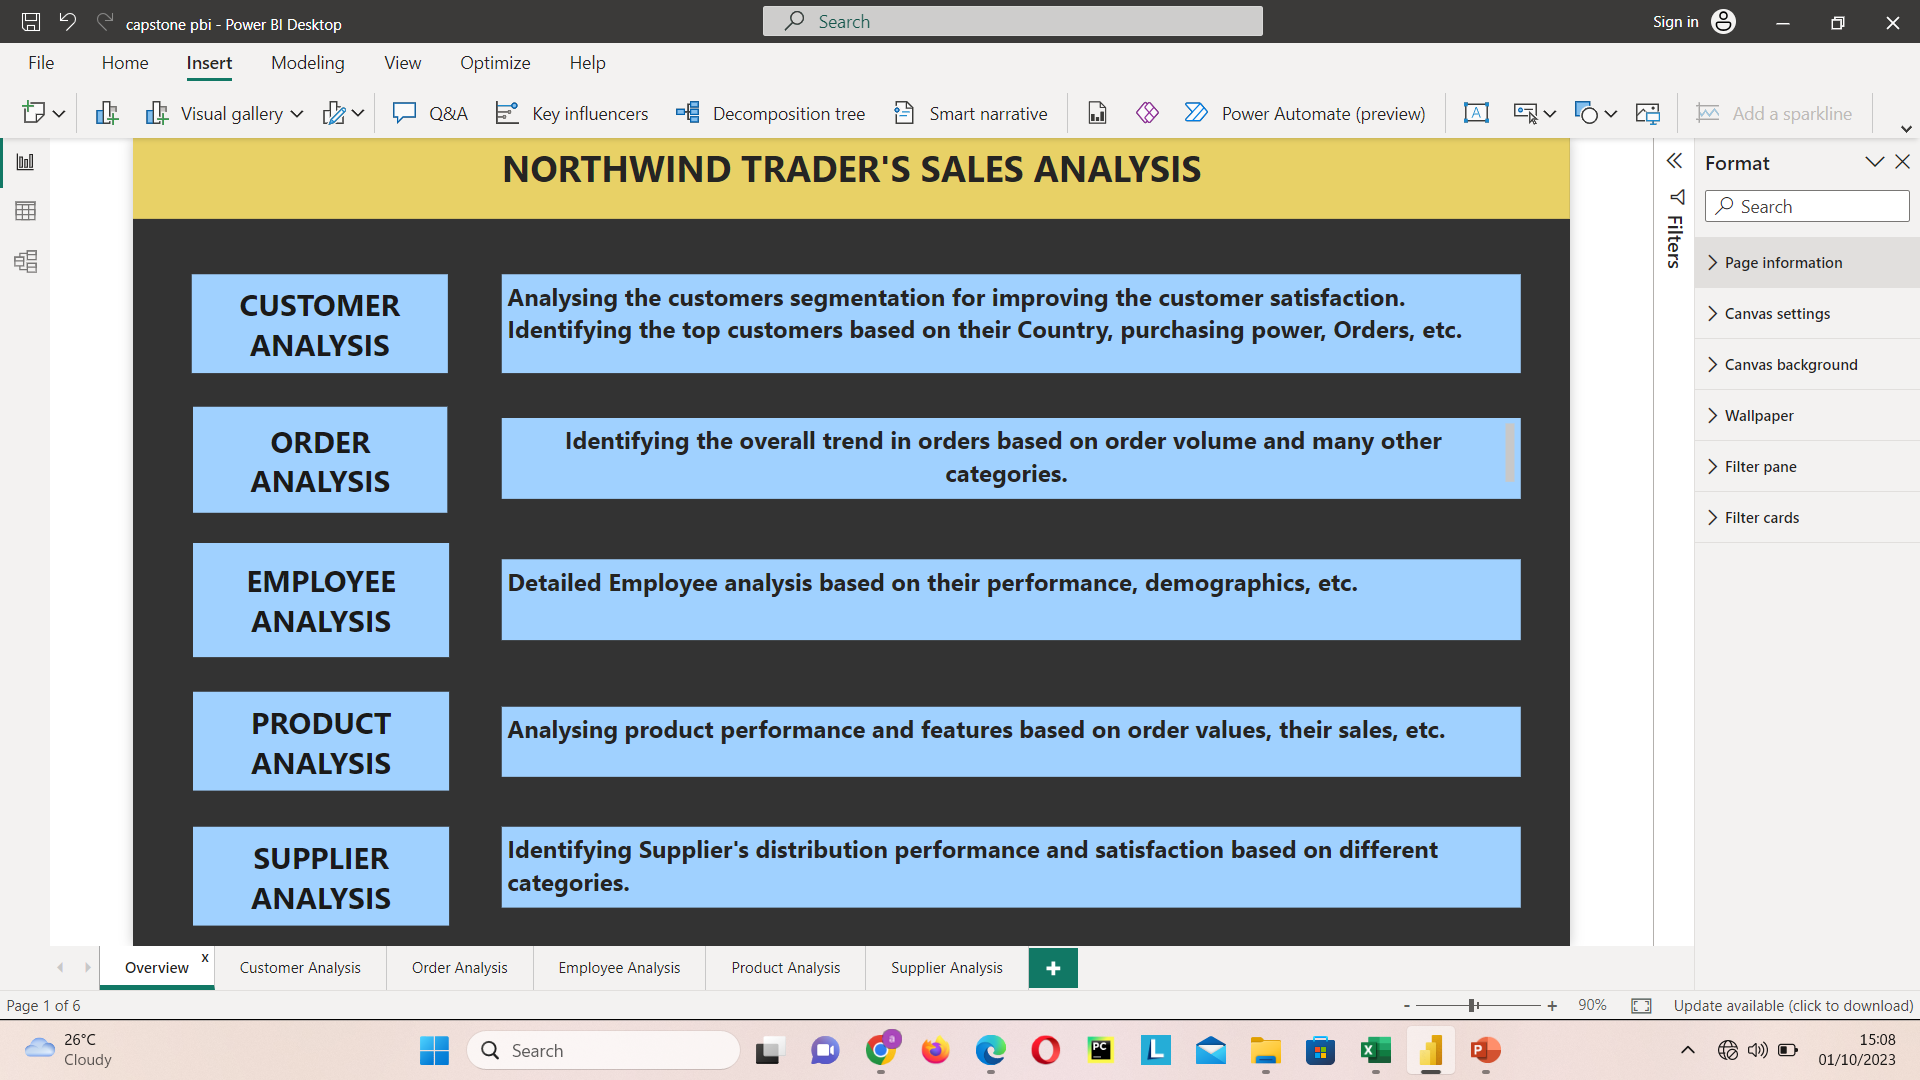 capstone pbi - Power BI Desktop
Search
Sign in
File
Home
Insert
Modeling
View
Optimize
Help
Visual gallery
Q&A
Key influencers
Decomposition tree
Smart narrative
Power Automate (preview)
A
Add a sparkline
NORTHWIND TRADER'S SALES ANALYSIS
CUSTOMER
ANALYSIS
Analysing the customers segmentation for improving the customer satisfaction.
Identifying the top customers based on their Country, purchasing power, Orders, etc.
ORDER
ANALYSIS
Identifying the overall trend in orders based on order volume and many other
categories.
EMPLOYEE
ANALYSIS
Detailed Employee analysis based on their performance, demographics, etc.
PRODUCT
ANALYSIS
Analysing product performance and features based on order values, their sales, etc.
SUPPLIER
ANALYSIS
Identifying Supplier's distribution performance and satisfaction based on different
categories.
Filters
Format
Search
Page information
Canvas settings
Canvas background
Wallpaper
Filter pane
Filter cards
Overview
x
Customer Analysis
Order Analysis
Employee Analysis
Product Analysis
Supplier Analysis
+
Page 1 of 6
-
+
90%
Update available (click to download)
26°C
Cloudy
Search
a
PC
L
X
P
15:08
01/10/2023